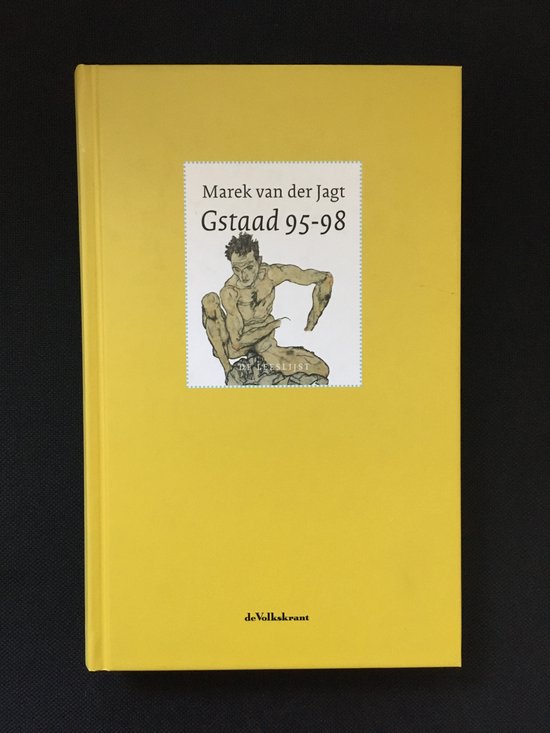 Marek van der Jagt
Gstaad 95-98
DE LEESLIJST
deVolkskrant